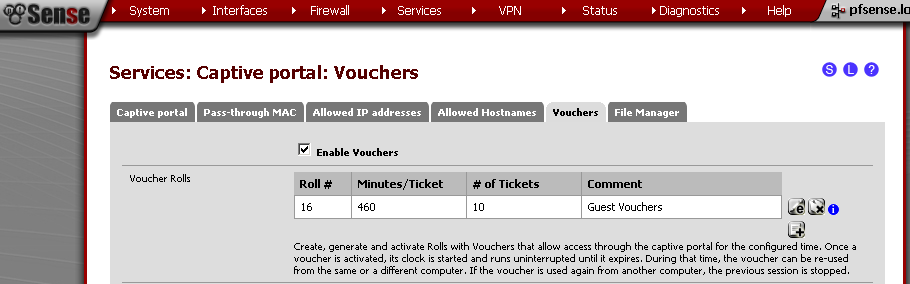 Sense System Interfaces Firewall Services VPN Status Diagnostics Help pfsense.lo
Services: Captive portal: Vouchers S L ?
Captive portal Pass-through MAC Allowed IP addresses Allowed Hostnames Vouchers File Manager
Enable Vouchers
Voucher Rolls
Roll # Minutes/Ticket # of Tickets Comment
16 460 10 Guest Vouchers
Create, generate and activate Rolls with Vouchers that allow access through the captive portal for the configured time. Once a
voucher is activated, its clock is started and runs uninterrupted until it expires. During that time, the voucher can be re-used
from the same or a different computer. If the voucher is used again from another computer, the previous session is stopped.